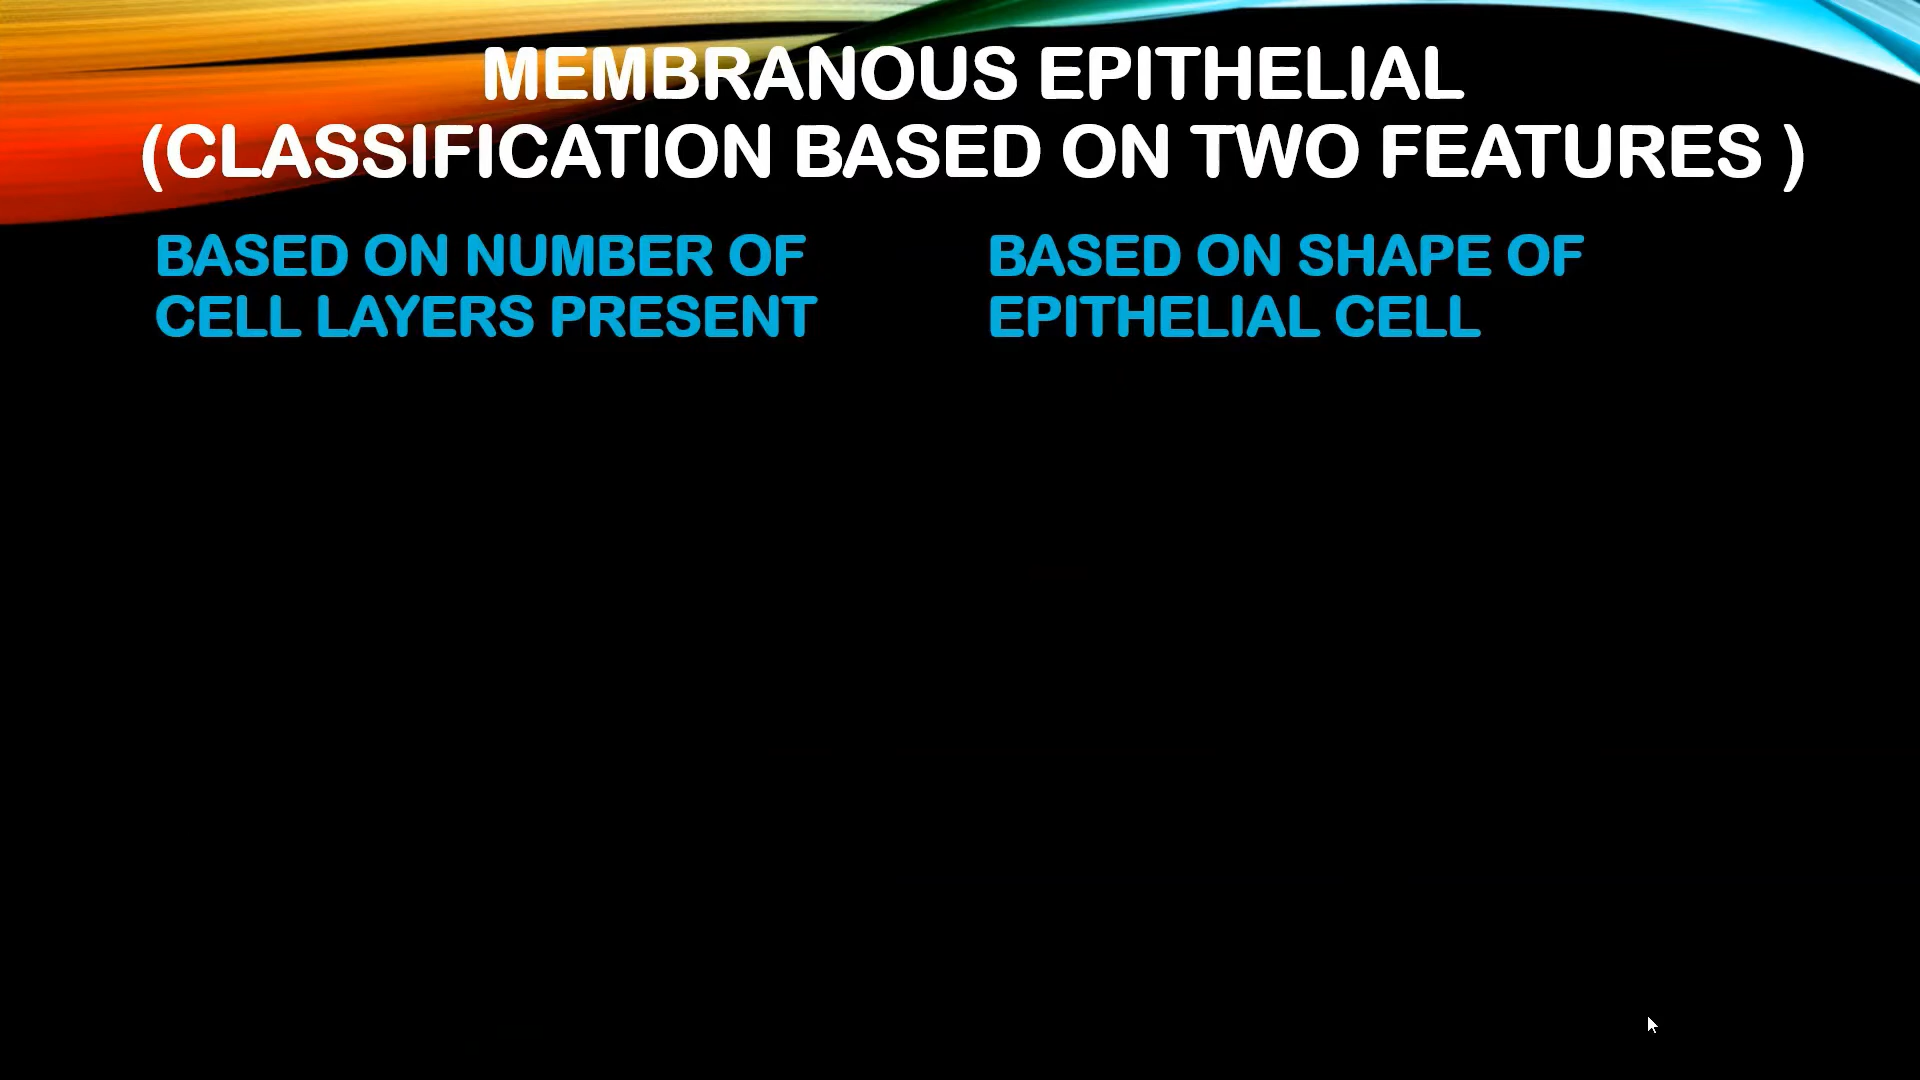 MEMBRANOUS EPITHELIAL
(CLASSIFICATION BASED ON TWO FEATURES )
BASED ON NUMBER OF
CELL LAYERS PRESENT
BASED ON SHAPE OF
EPITHELIAL CELL